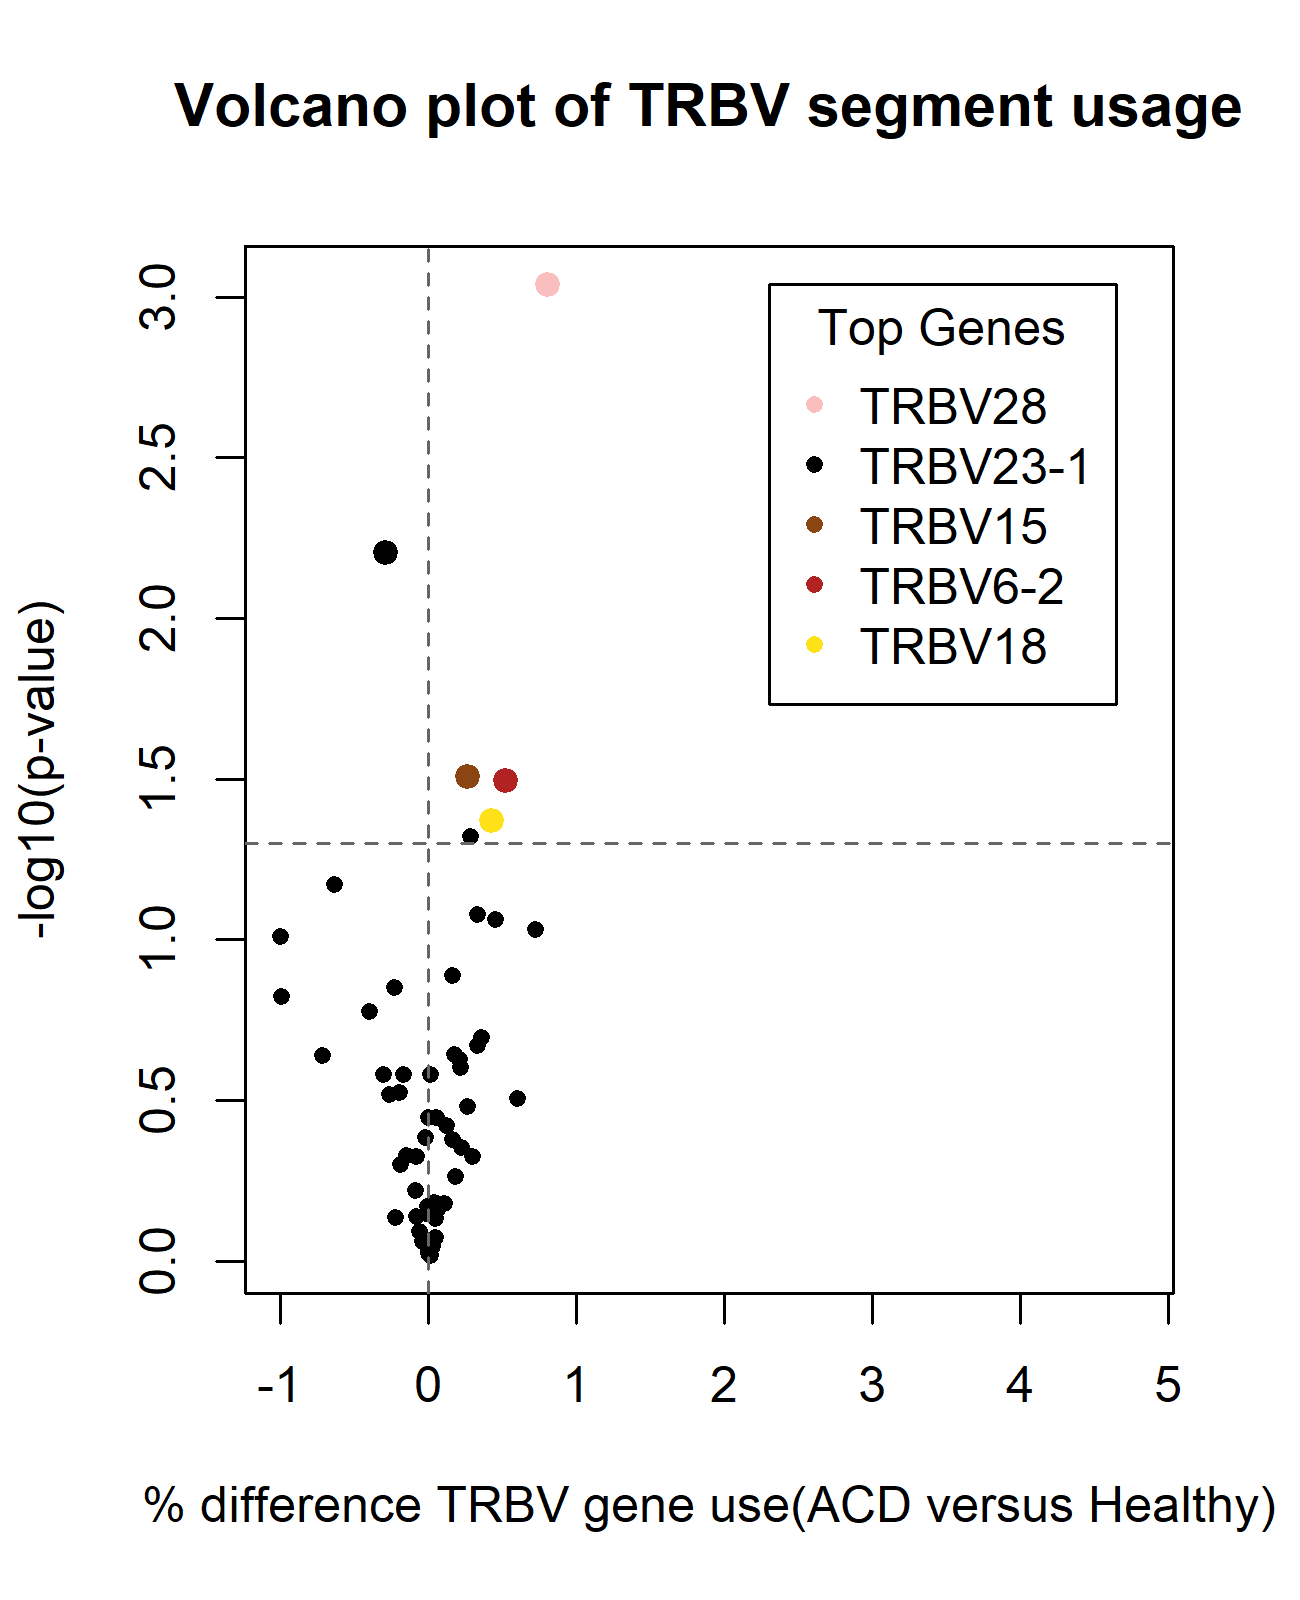 Volcano plot of TRBV segment usage
3.0
2.5
2.0
1.5
1.0
0.5
0.0
-log10(p-value)
Top Genes
TRBV28
TRBV23-1
TRBV15
TRBV6-2
TRBV18
-1 0 1 2 3 4 5
% difference TRBV gene use(ACD versus Healthy)